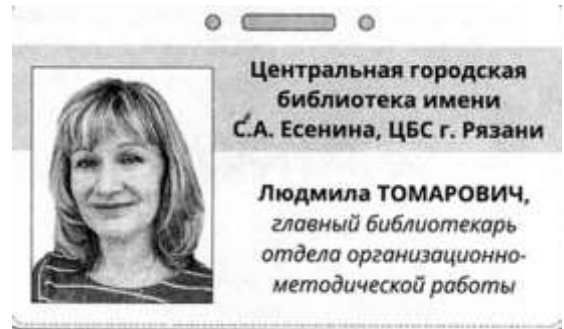 Центральная городская
библиотека имени
С.А. Есенина, ЦБС г. Рязани
Людмила ТОМАРОВИЧ,
главный библиотекарь
отдела организационно-
методической работы